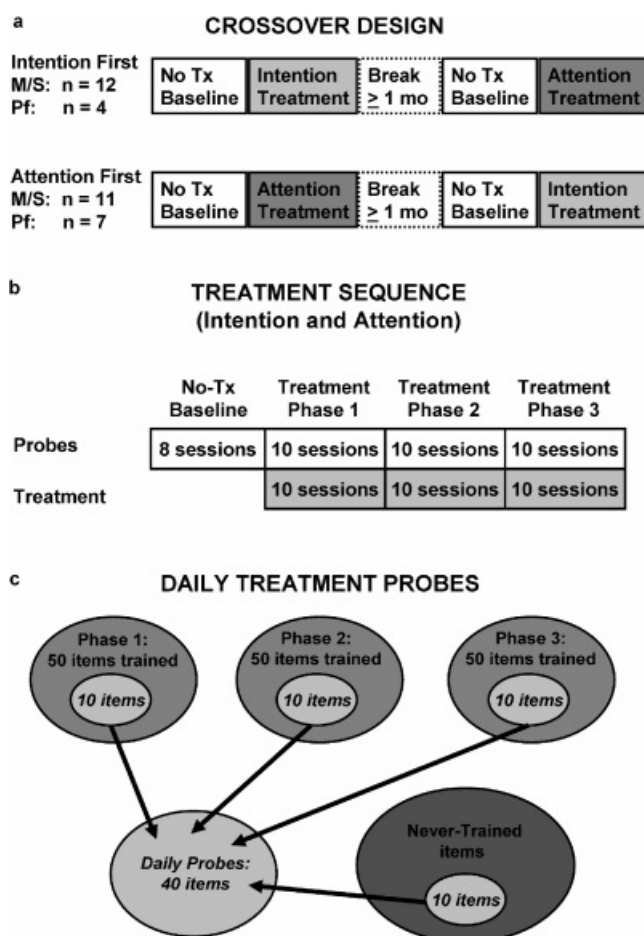 a
CROSSOVER DESIGN
Intention First
M/S: n = 12
Pf: n = 4
No Tx
Baseline
Intention
Treatment
Break
≥ 1 mo
No Tx
Baseline
Attention
Treatment
Attention First
M/S: n = 11
Pf: n = 7
No Tx
Baseline
Attention
Treatment
Break
≥ 1 mo
No Tx
Baseline
Intention
Treatment
b
TREATMENT SEQUENCE
(Intention and Attention)
No-Tx
Baseline
Treatment
Phase 1
Treatment
Phase 2
Treatment
Phase 3
Probes
8 sessions
10 sessions
10 sessions
10 sessions
Treatment
10 sessions
10 sessions
10 sessions
c
DAILY TREATMENT PROBES
Phase 1:
50 items trained
10 items
Phase 2:
50 items trained
10 items
Phase 3:
50 items trained
10 items
Daily Probes:
40 items
Never-Trained
items
10 items